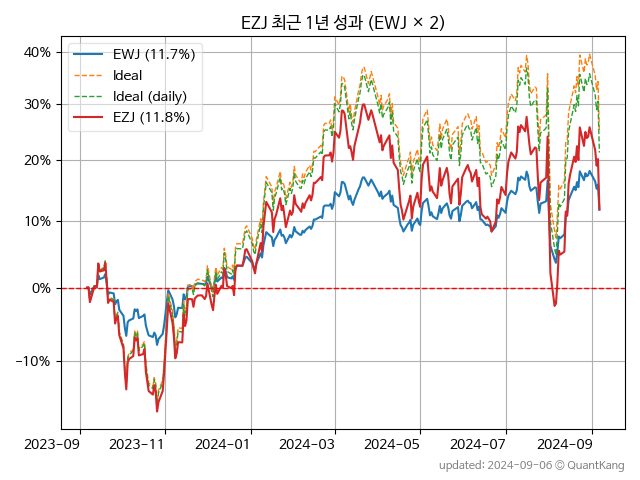 EZJ 최근 1년 성과 (EWJ × 2)
EWJ (11.7%)
Ideal
Ideal (daily)
EZJ (11.8%)
40%
30%
20%
10%
0%
−10%
2023-09 2023-11 2024-01 2024-03 2024-05 2024-07 2024-09
updated: 2024-09-06 © QuantKang